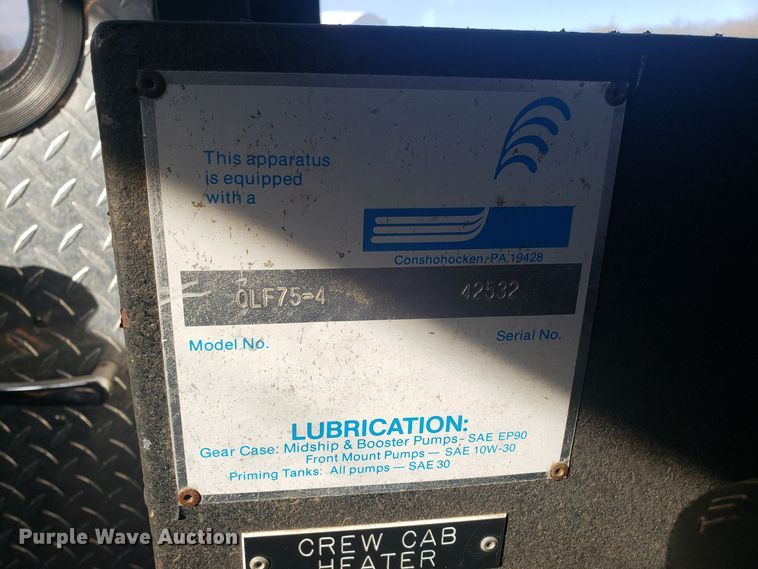 This apparatus
is equipped
with a
Conshohocken, PA 19428
QLF75-4 42532
Model No. Serial No.
LUBRICATION:
Gear Case: Midship & Booster Pumps - SAE EP90
Front Mount Pumps — SAE 10W-30
Priming Tanks: All pumps — SAE 30
CREW CAB
HEATER
Purple Wave Auction